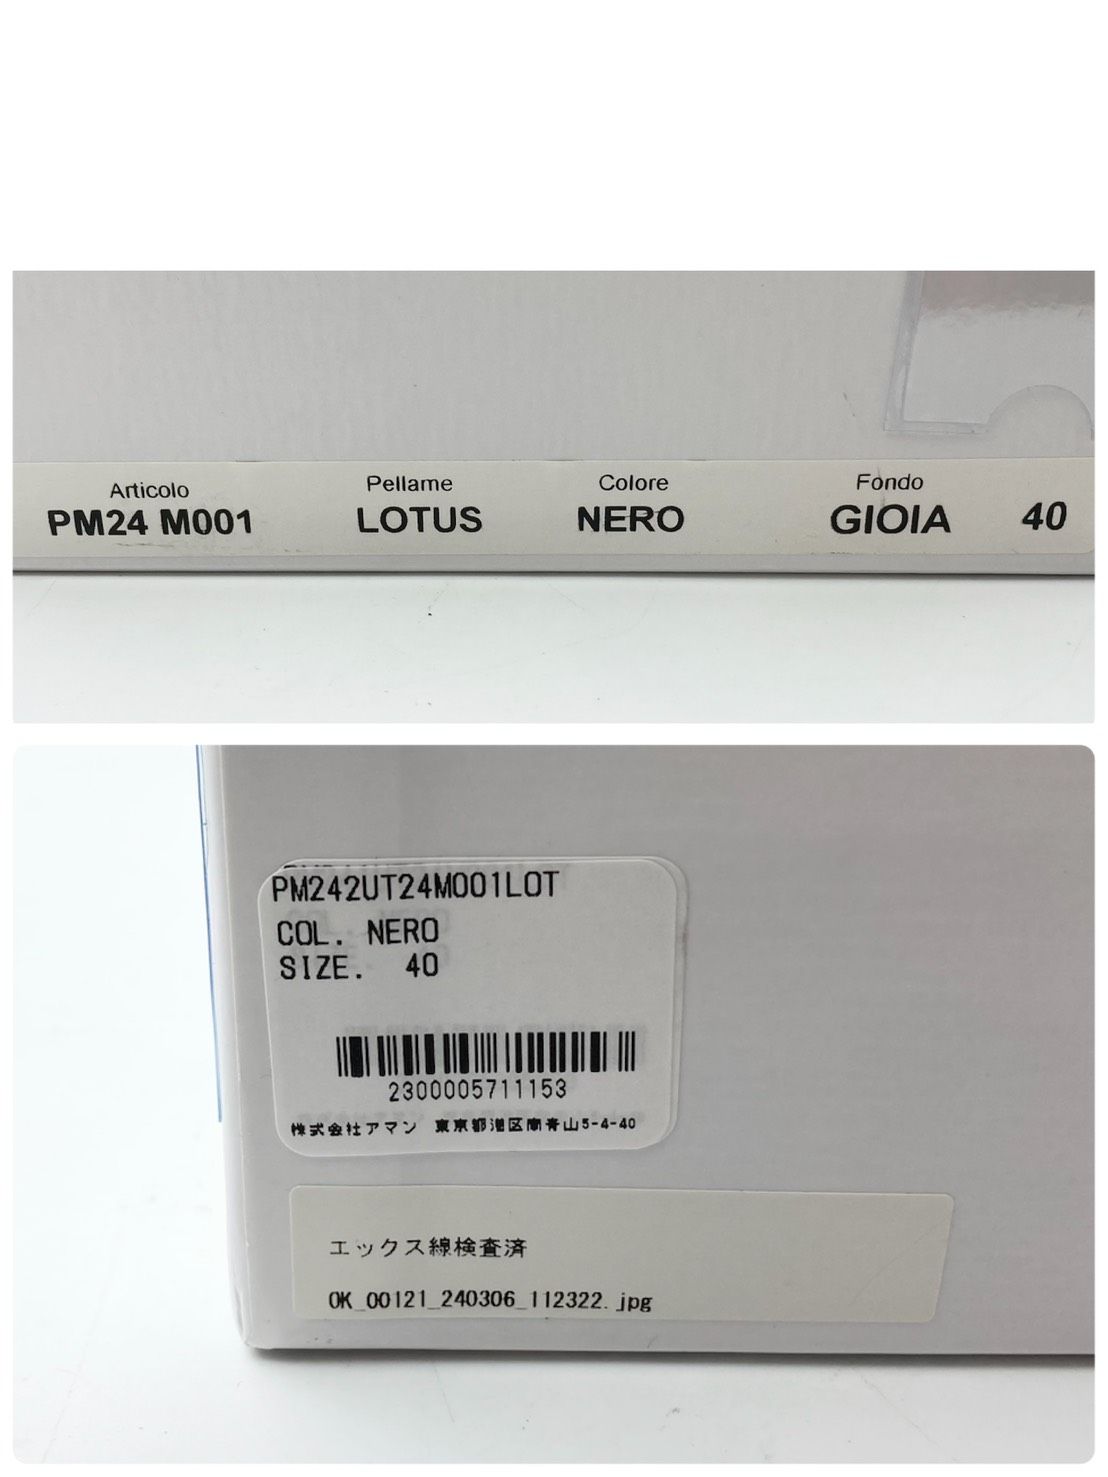 Articolo Pellame Colore Fondo
PM24 M001 LOTUS NERO GIOIA 40
PM242UT24M001LOT
COL. NERO
SIZE. 40
2300005711153
株式会社アマン 東京都港区南青山5-4-40
エックス線検査済
OK_00121_240306_112322.jpg